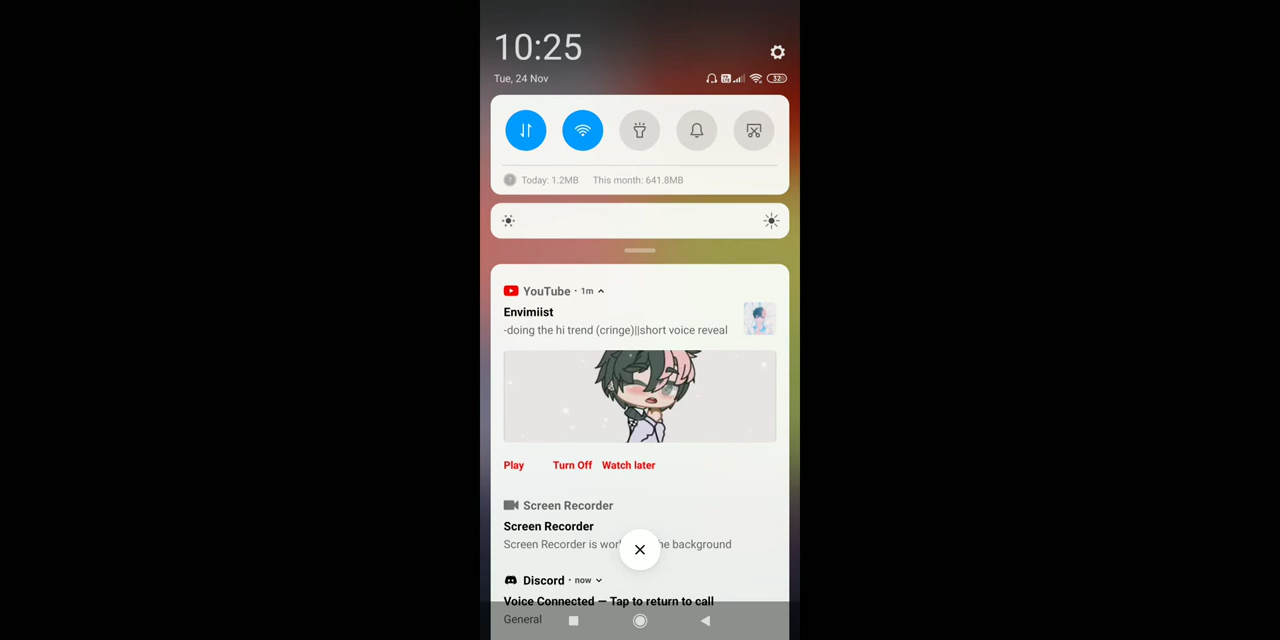 10:25
Tue, 24 Nov
32
Today: 1.2MB This month: 641.8MB
YouTube · 1m
Envimiist
-doing the hi trend (cringe)||short voice reveal
Play Turn Off Watch later
Screen Recorder
Screen Recorder
Screen Recorder is background
Discord · now
Voice Connected — Tap to return to call
General